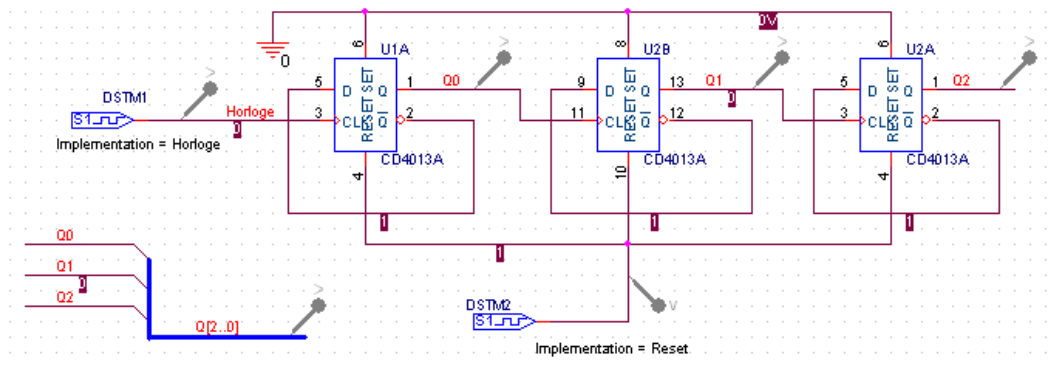 0V
0
6
U1A
5
D
SET
Q
1
Q0
3
CLK
RESET
Q
2
CD4013A
4
1
8
U2B
9
D
SET
Q
13
Q1
0
11
CLK
RESET
Q
12
CD4013A
10
1
6
U2A
5
D
SET
Q
1
Q2
3
CLK
RESET
Q
2
CD4013A
4
1
DSTM1
S1
Horloge
0
Implementation = Horloge
1
Q0
Q1
0
Q2
Q[2..0]
DSTM2
S1
V
Implementation = Reset